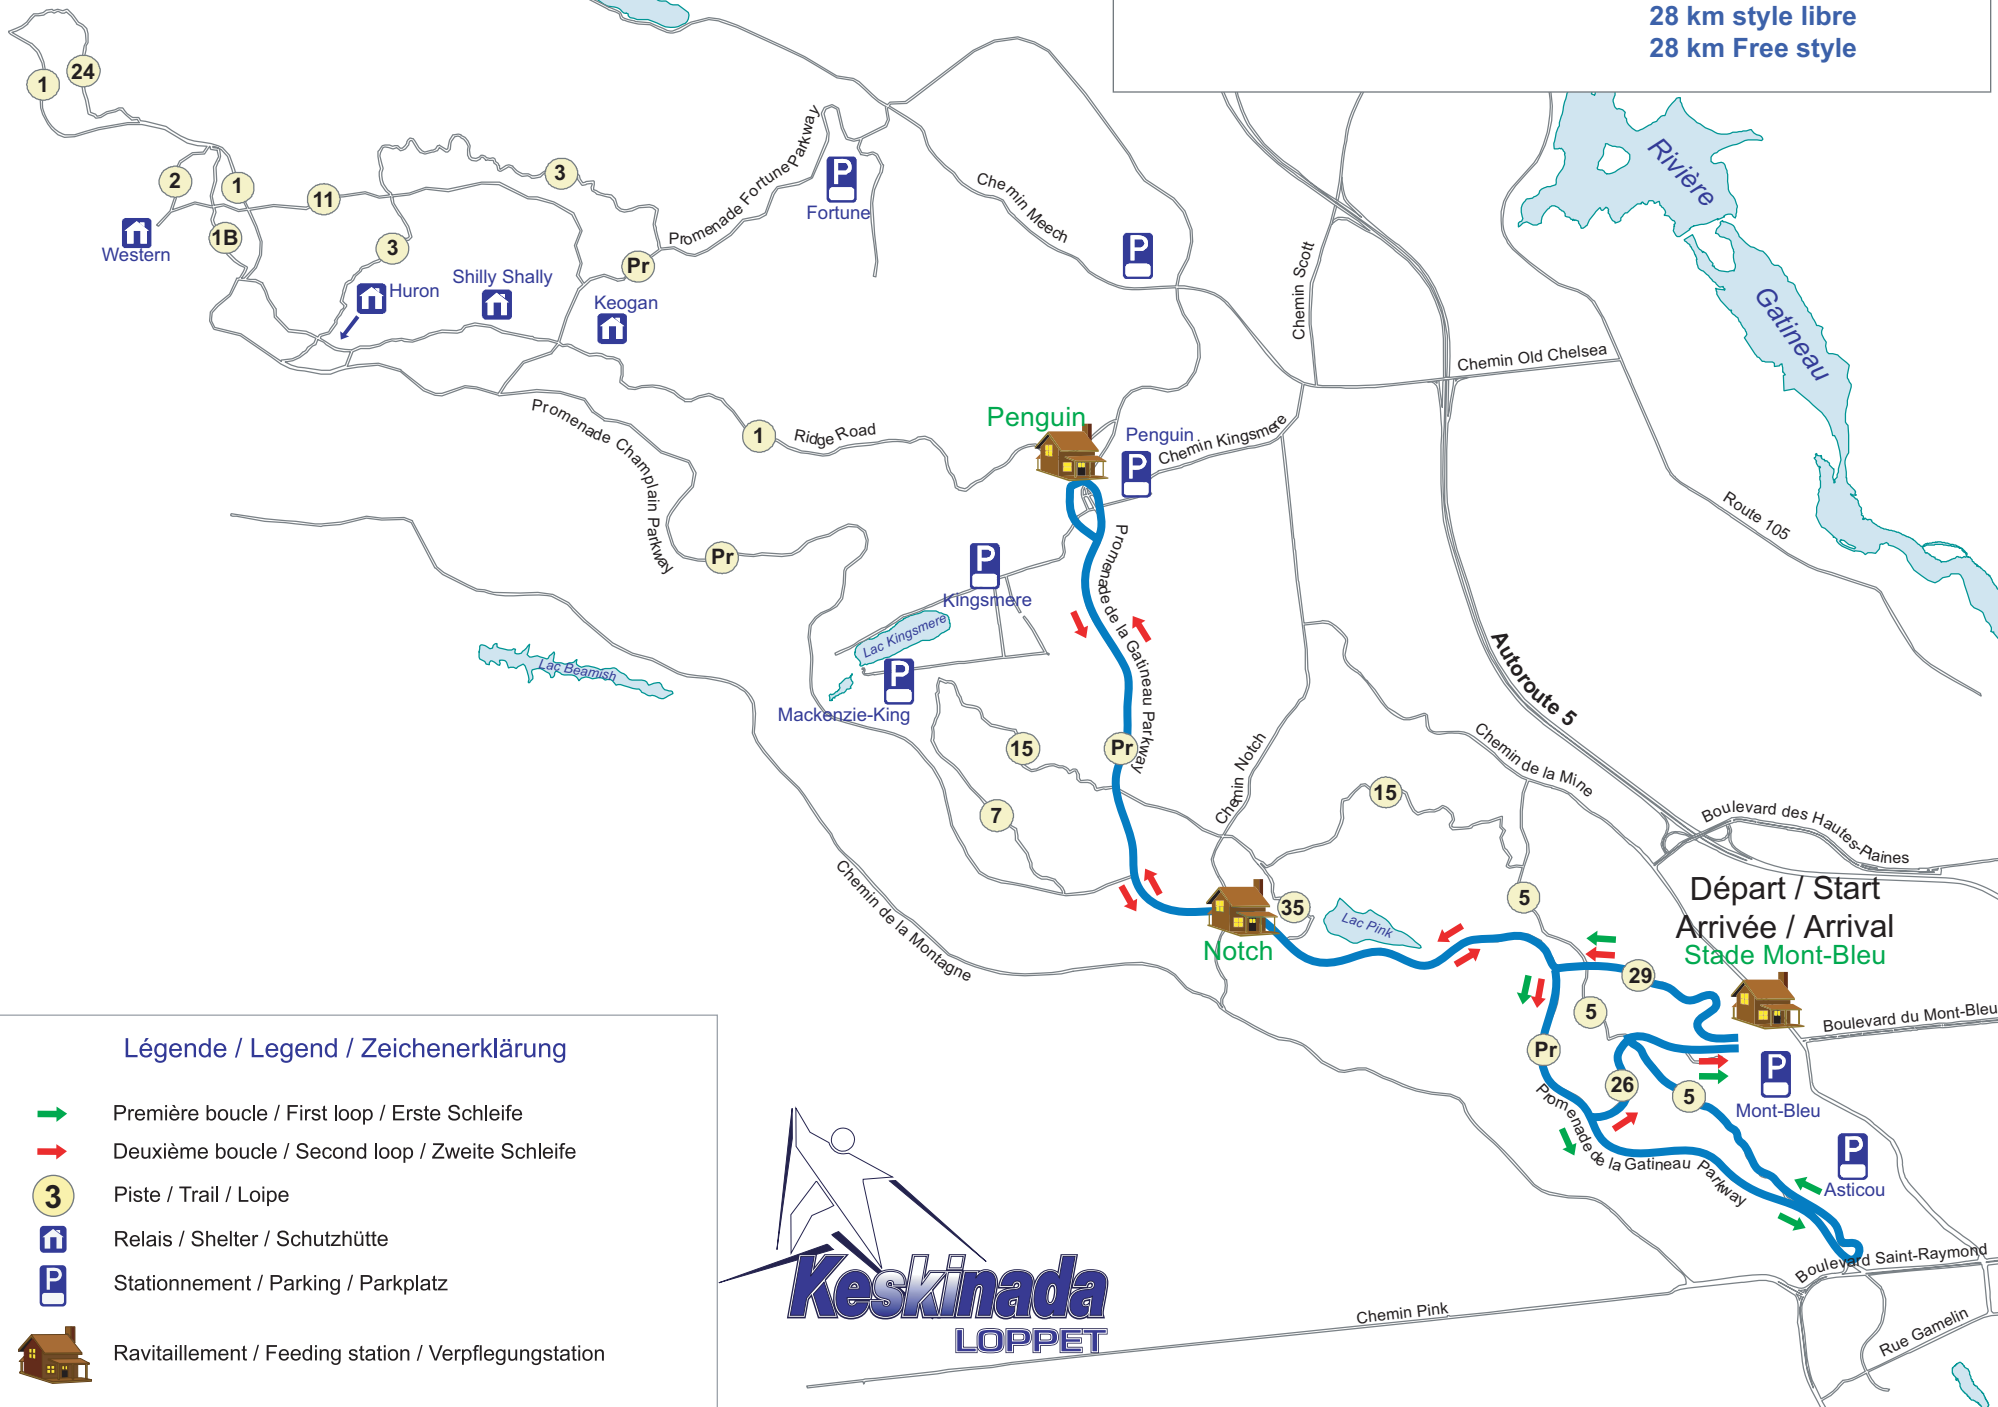 28 km style libre
28 km Free style
1
24
2
1
11
3
1B
3
Pr
Western
Huron
Shilly Shally
Keogan
Promenade Fortune Parkway
P
Fortune
Chemin Meech
P
Chemin Scott
Rivière
Gatineau
Chemin Old Chelsea
Route 105
Promenade Champlain Parkway
1
Ridge Road
Penguin
Penguin
P
Chemin Kingsmere
Pr
P
Kingsmere
Lac Kingsmere
P
Mackenzie-King
Lac Beamish
Promenade de la Gatineau Parkway
Autoroute 5
15
Pr
7
Chemin Notch
15
Chemin de la Mine
Boulevard des Hautes-Plaines
Chemin de la Montagne
35
Notch
Lac Pink
5
Départ / Start
Arrivée / Arrival
Stade Mont-Bleu
29
5
Boulevard du Mont-Bleu
Pr
26
5
P
Mont-Bleu
Promenade de la Gatineau Parkway
P
Asticou
Boulevard Saint-Raymond
Chemin Pink
Rue Gamelin
Légende / Legend / Zeichenerklärung
Première boucle / First loop / Erste Schleife
Deuxième boucle / Second loop / Zweite Schleife
3
Piste / Trail / Loipe
Relais / Shelter / Schutzhütte
P
Stationnement / Parking / Parkplatz
Ravitaillement / Feeding station / Verpflegungstation
Keskinada
LOPPET